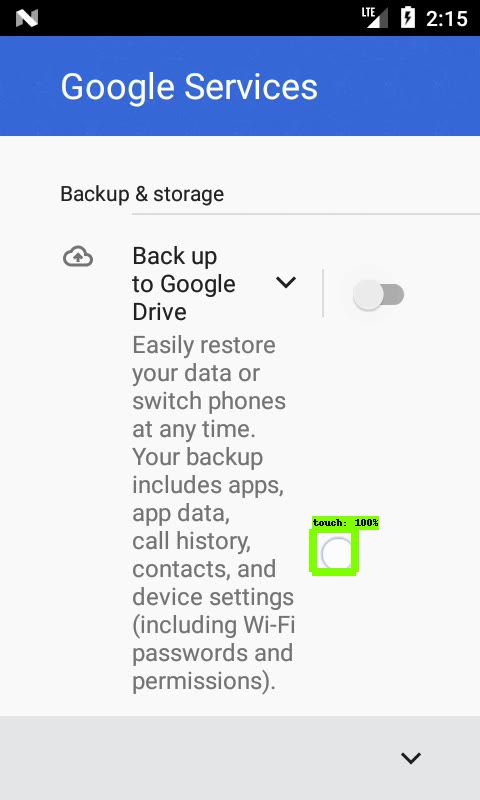 LTE
2:15
Google Services
Backup & storage
Back up
to Google
Drive
Easily restore
your data or
switch phones
at any time.
Your backup
includes apps,
app data,
call history,
contacts, and
device settings
(including Wi-Fi
passwords and
permissions).
touch: 100%